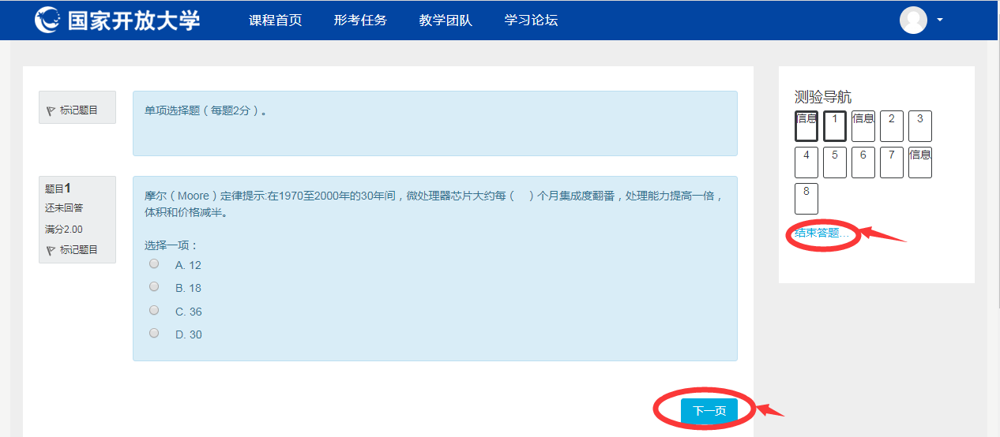 国家开放大学
课程首页 形考任务 教学团队 学习论坛
标记题目
单项选择题（每题2分）。
题目1
还未回答
满分2.00
标记题目
摩尔（Moore）定律提示:在1970至2000年的30年间，微处理器芯片大约每（ ）个月集成度翻番，处理能力提高一倍，
体积和价格减半。
选择一项：
A. 12
B. 18
C. 36
D. 30
下一页
测验导航
信息 1 信息 2 3
4 5 6 7 信息
8
结束答题…